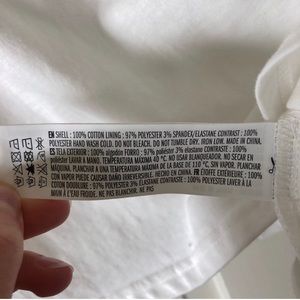 EN SHELL : 100% COTTON LINING : 97% POLYESTER 3% SPANDEX/ELASTANE CONTRAST : 100%
POLYESTER HAND WASH COLD. DO NOT BLEACH. DO NOT TUMBLE DRY. IRON LOW. MADE IN CHINA.
ES TELA EXTERIOR : 100% algodón FORRO : 97% poliéster 3% elastano CONTRASTE : 100%
poliéster LAVAR A MANO. TEMPERATURA MÁXIMA 40 °C. NO USAR BLANQUEADOR. NO SECAR EN
SECADORA. TEMPERATURA MÁXIMA DE LA BASE DE 110 °C. SIN VAPOR. EL PLANCHADO CON
VAPOR PUEDE CAUSAR DAÑO IRREVERSIBLE. HECHO EN CHINA. FR ÉTOFFE EXTÉRIEURE : 100%
COTON DOUBLURE : 97% POLYESTER 3% ÉLASTHANNE CONTRASTE : 100% POLYESTER LAVER À LA
MAIN À L'EAU FROIDE. NE PAS BLANCHIR. NE PAS